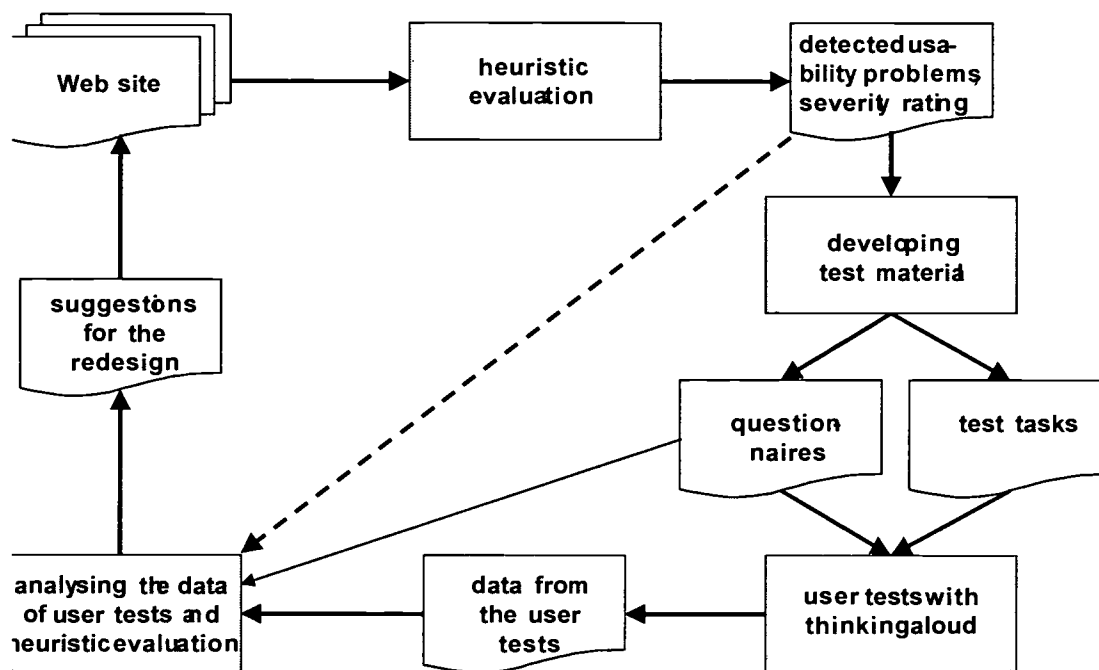 Web site
heuristic
evaluation
detected usa-
bility problems,
severity rating
developing
test material
suggestions
for the
redesign
question-
naires
test tasks
analysing the data
of user tests and
heuristic evaluation
data from
the user
tests
user tests with
thinking aloud